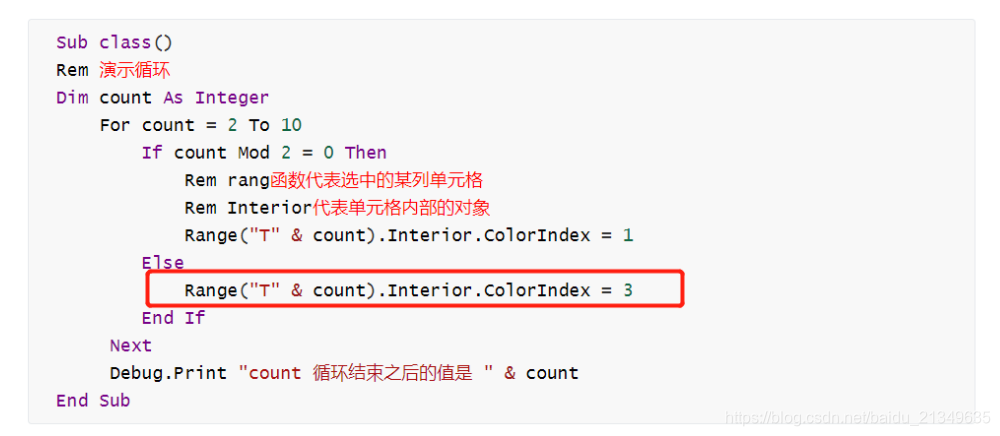 Sub class()
Rem 演示循环
Dim count As Integer
For count = 2 To 10
If count Mod 2 = 0 Then
Rem rang函数代表选中的某列单元格
Rem Interior代表单元格内部的对象
Range("T" & count).Interior.ColorIndex = 1
Else
Range("T" & count).Interior.ColorIndex = 3
End If
Next
Debug.Print "count 循环结束之后的值是 " & count
End Sub
https://blog.csdn.net/baidu_21349635